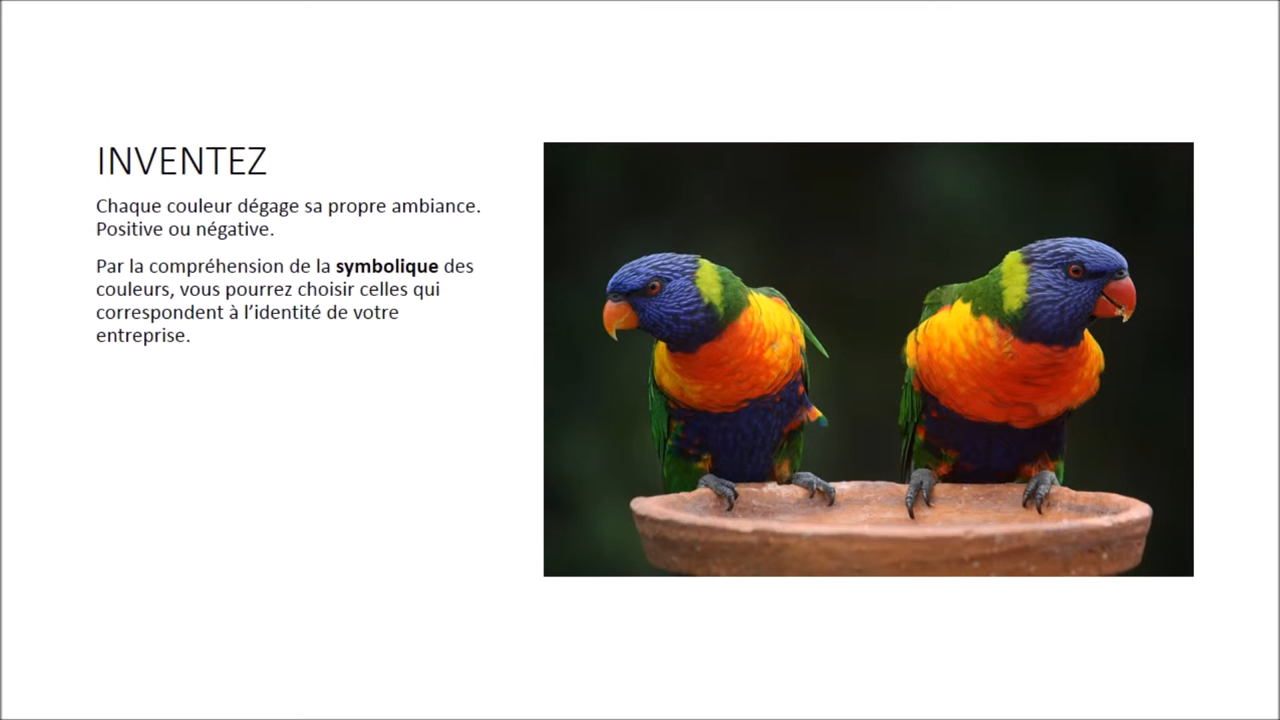 INVENTEZ
Chaque couleur dégage sa propre ambiance.
Positive ou négative.
Par la compréhension de la symbolique des
couleurs, vous pourrez choisir celles qui
correspondent à l’identité de votre
entreprise.